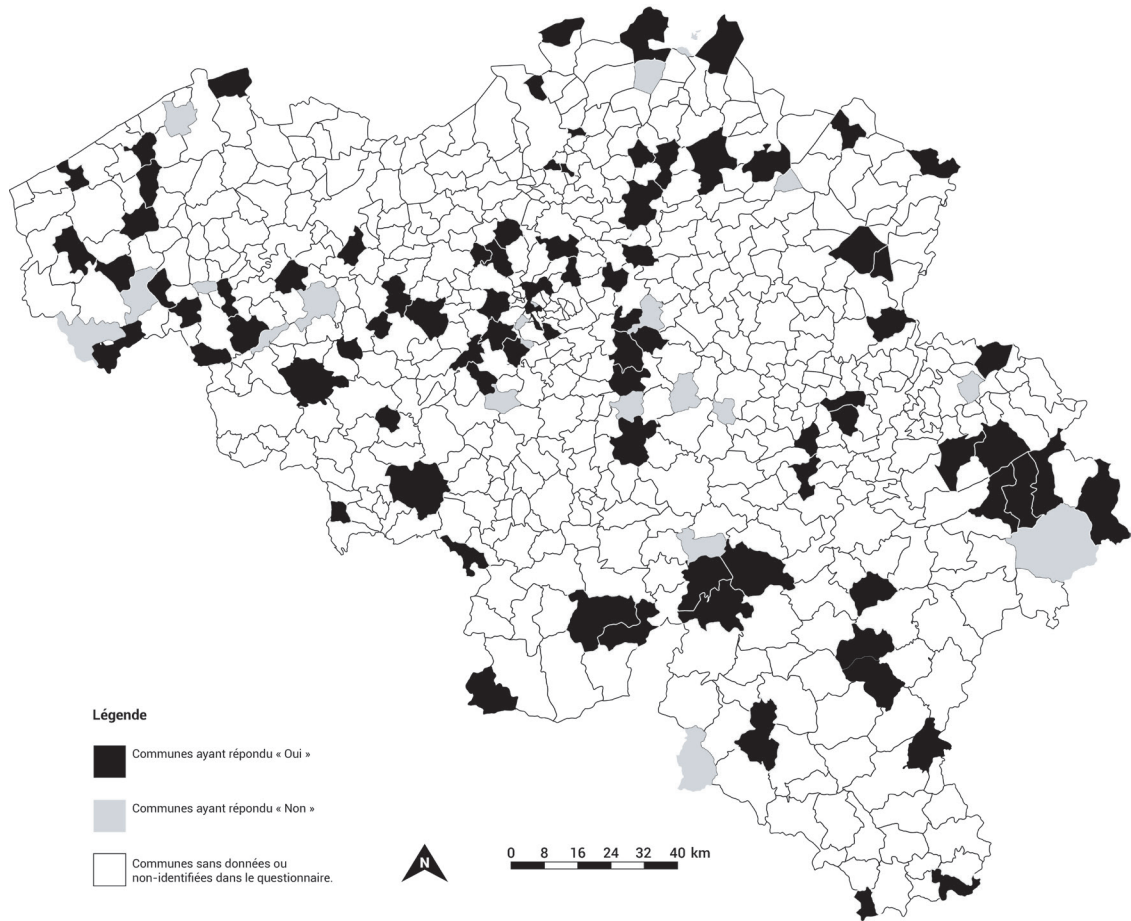 Légende
Communes ayant répondu « Oui »
Communes ayant répondu « Non »
Communes sans données ou
non-identifiées dans le questionnaire.
N
0 8 16 24 32 40 km